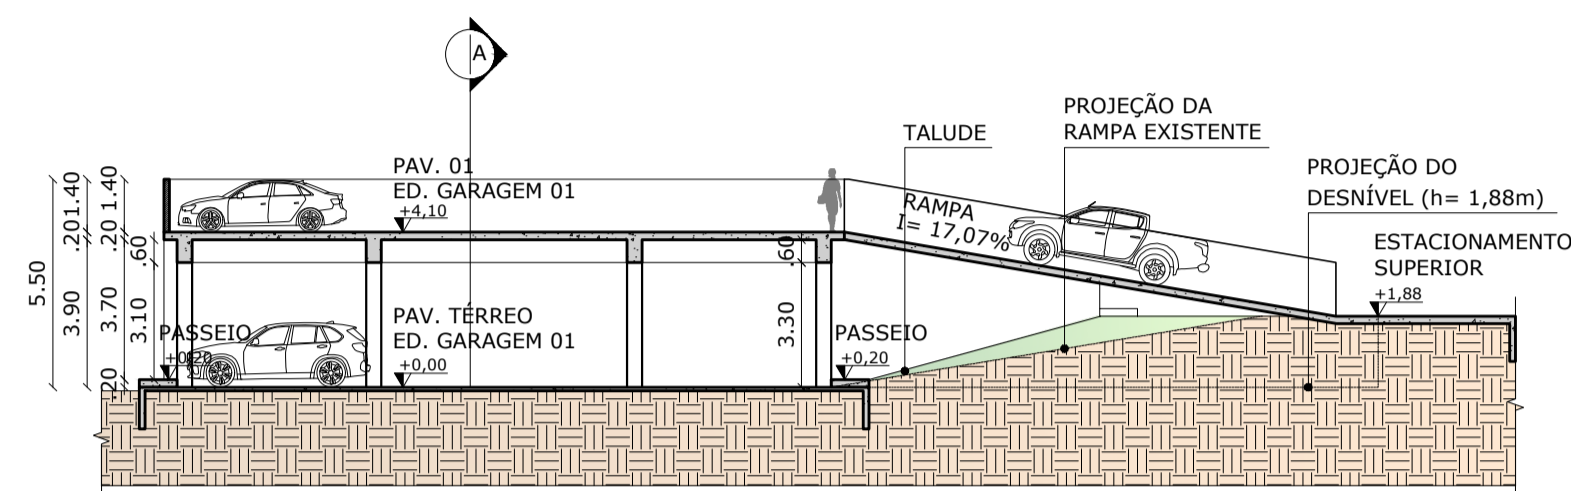 A
PROJEÇÃO DA
RAMPA EXISTENTE
TALUDE
PAV. 01
ED. GARAGEM 01
+4,10
PROJEÇÃO DO
DESNÍVEL (h= 1,88m)
RAMPA
I= 17,07%
ESTACIONAMENTO
SUPERIOR
+1,88
5.50
1.40
.20
3.90
1.40
.20
3.70
.20
.60
3.10
.60
3.30
PASSEIO
+0,20
PAV. TÉRREO
ED. GARAGEM 01
+0,00
PASSEIO
+0,20